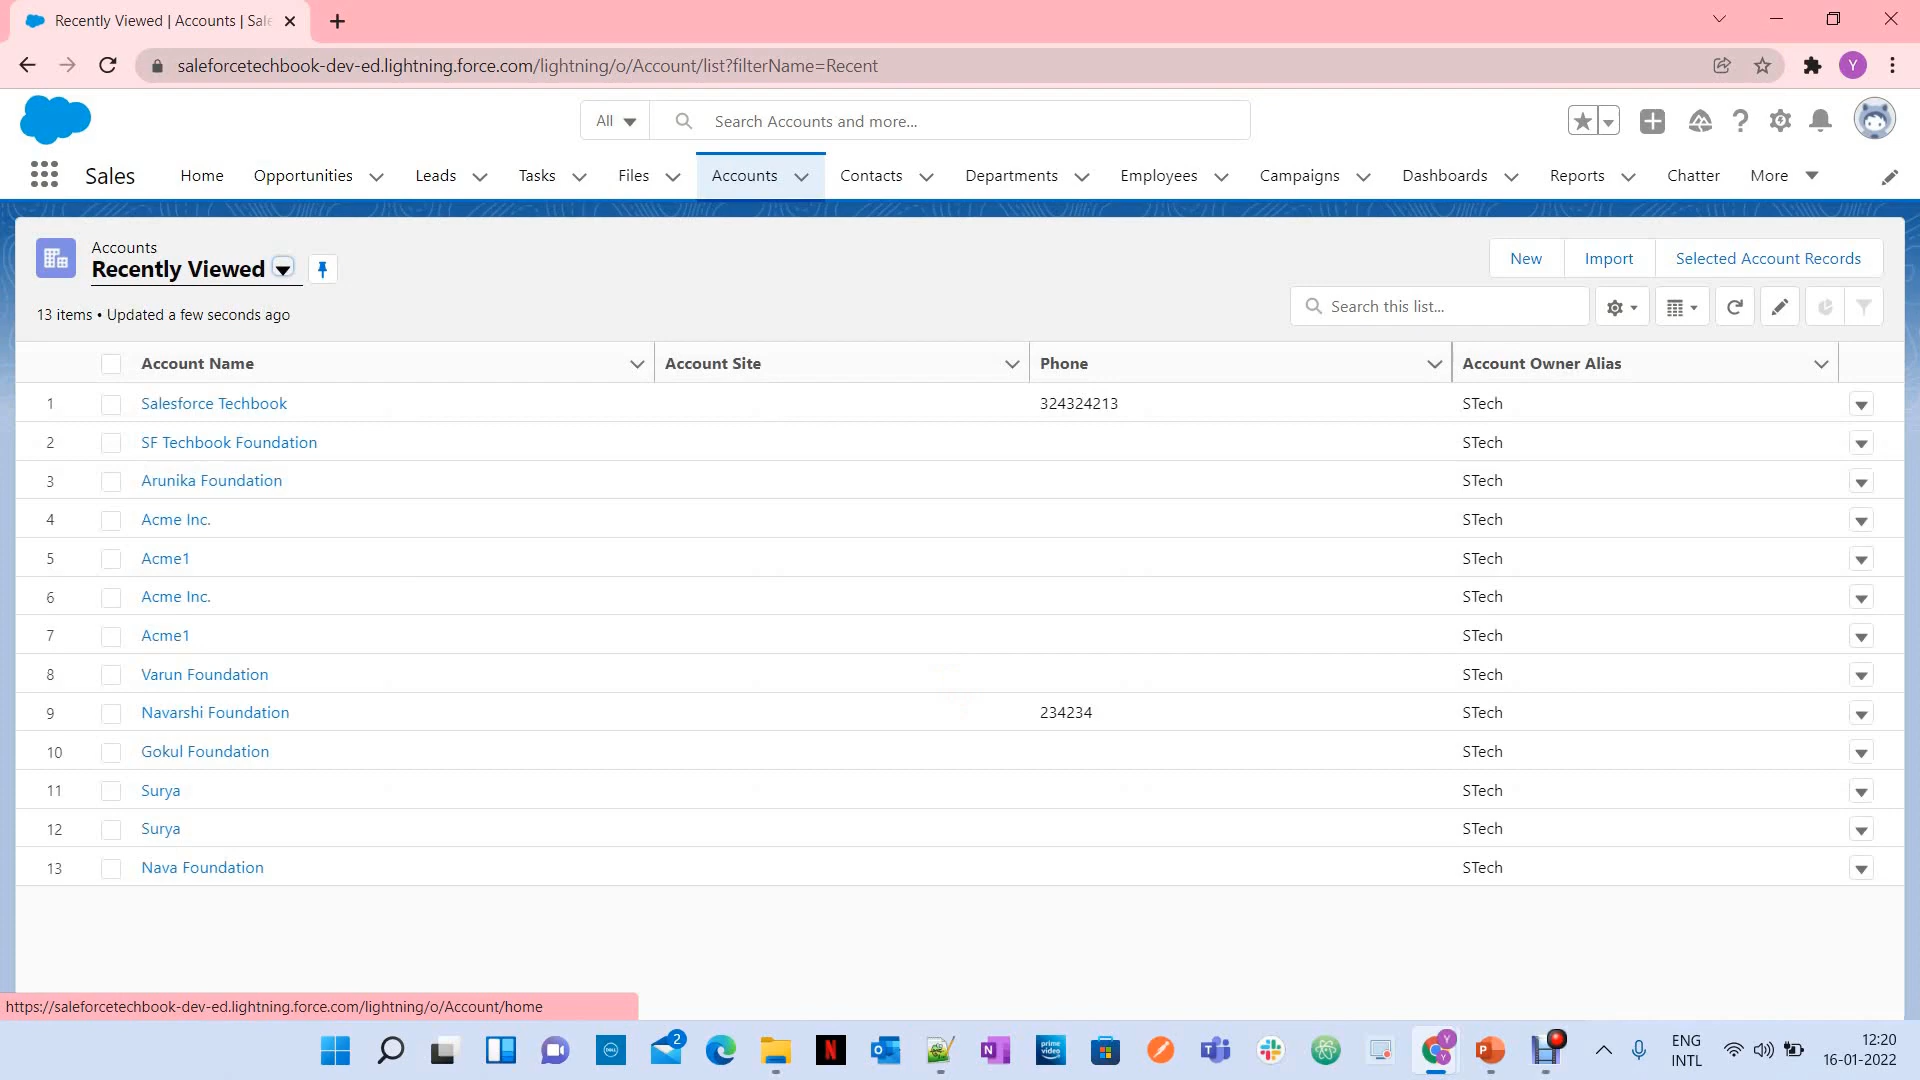 Recently Viewed | Accounts | Sale
saleforcetechbook-dev-ed.lightning.force.com/lightning/o/Account/list?filterName=Recent
Y
All
Search Accounts and more...
Sales
Home
Opportunities
Leads
Tasks
Files
Accounts
Contacts
Departments
Employees
Campaigns
Dashboards
Reports
Chatter
More
Accounts
Recently Viewed
New
Import
Selected Account Records
13 items • Updated a few seconds ago
Search this list...
Account Name
Account Site
Phone
Account Owner Alias
1 Salesforce Techbook 324324213 STech
2 SF Techbook Foundation STech
3 Arunika Foundation STech
4 Acme Inc. STech
5 Acme1 STech
6 Acme Inc. STech
7 Acme1 STech
8 Varun Foundation STech
9 Navarshi Foundation 234234 STech
10 Gokul Foundation STech
11 Surya STech
12 Surya STech
13 Nava Foundation STech
https://saleforcetechbook-dev-ed.lightning.force.com/lightning/o/Account/home
2
prime video
ENG
INTL
12:20
16-01-2022